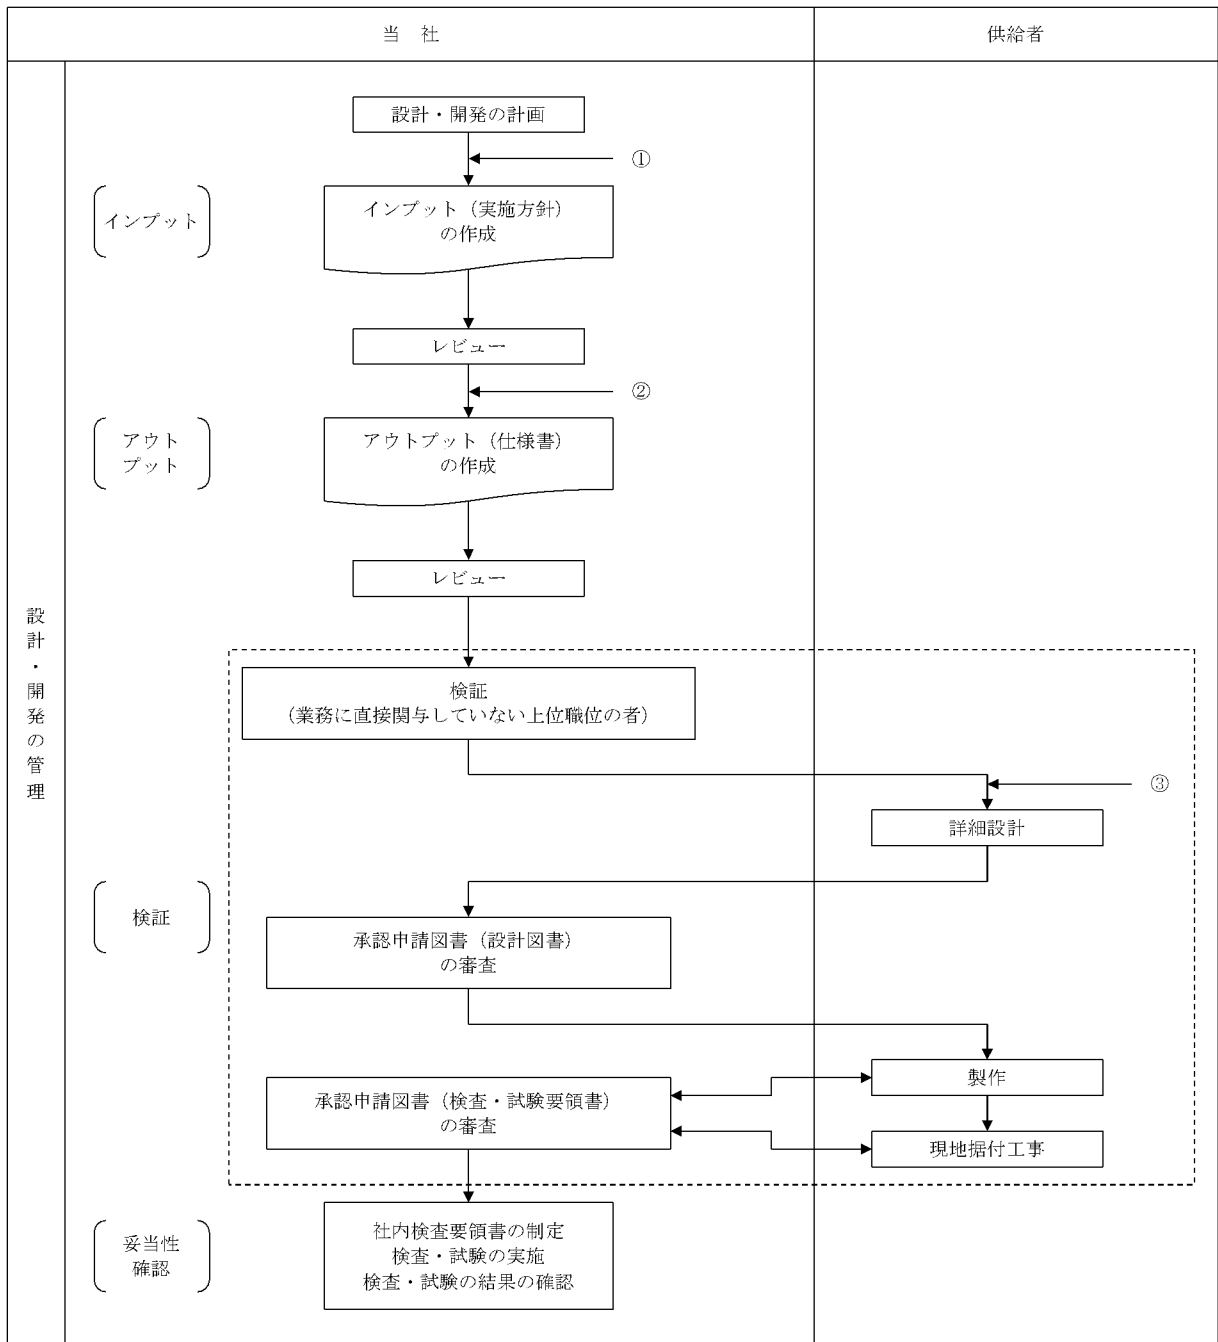 当 社
供給者
設計・開発の計画
①
インプット
インプット（実施方針）
の作成
レビュー
②
アウト
プット
アウトプット（仕様書）
の作成
レビュー
設計・開発の管理
検証
（業務に直接関与していない上位職位の者）
③
詳細設計
検証
承認申請図書（設計図書）
の審査
製作
承認申請図書（検査・試験要領書）
の審査
現地据付工事
妥当性
確認
社内検査要領書の制定
検査・試験の実施
検査・試験の結果の確認